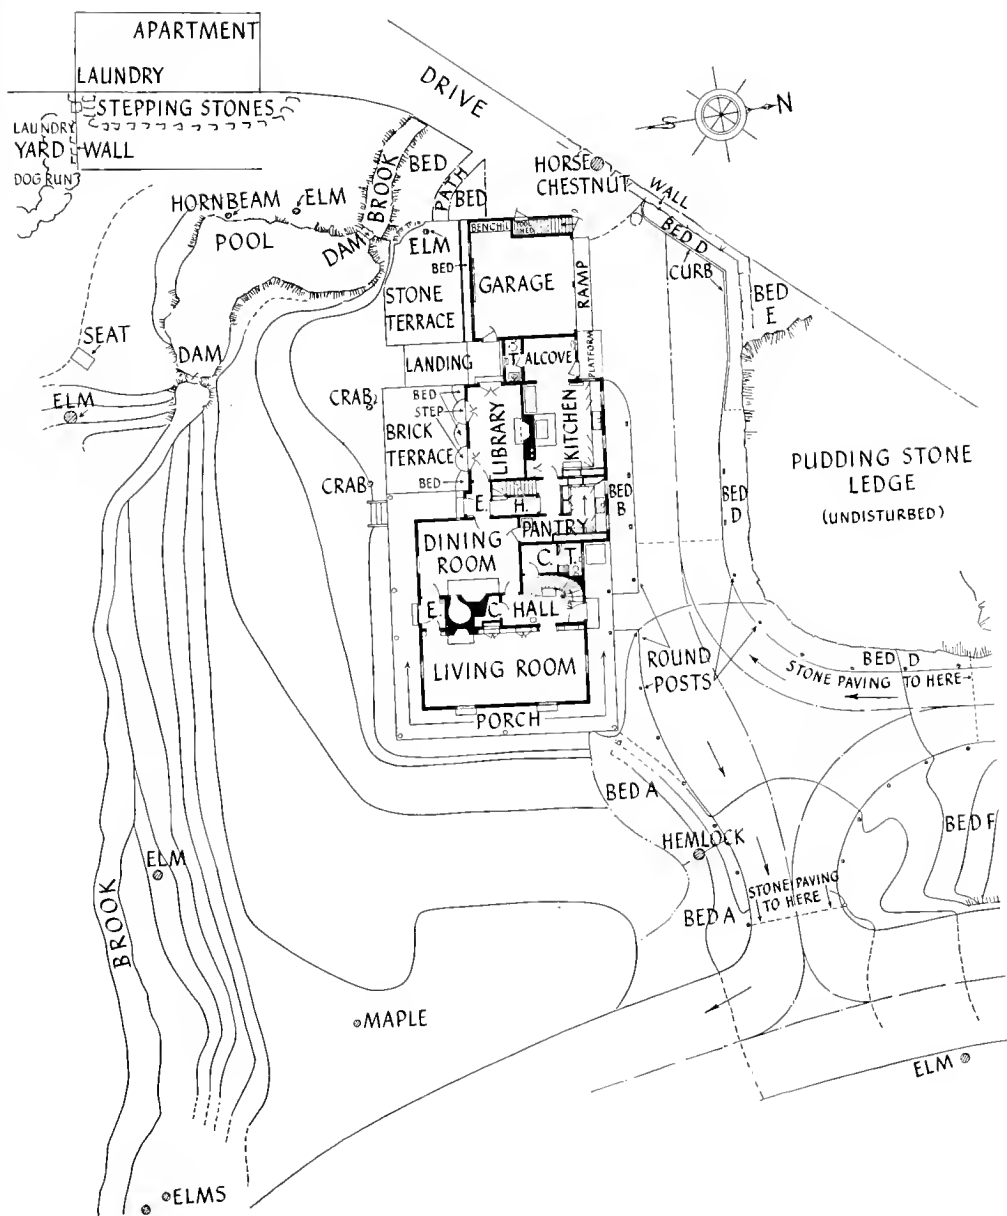 APARTMENT
LAUNDRY
STEPPING STONES
LAUNDRY
YARD
WALL
DOG RUN
DRIVE
S
N
HORSE
CHESTNUT
WALL
BED D
CURB
BED
E
HORNBEAM
ELM
POOL
BROOK
BED
PATH
BED
DAM
ELM
BED
STONE
TERRACE
BENCH
TOOL
SHED
GARAGE
RAMP
PLATFORM
SEAT
DAM
ELM
LANDING
T.
ALCOVE
CRAB
BED
STEP
BRICK
TERRACE
BED
CRAB
LIBRARY
KITCHEN
BED
B
BED
D
PUDDING STONE
LEDGE
(UNDISTURBED)
E.
H.
PANTRY
DINING
ROOM
C.
T.
E.
C.
HALL
LIVING ROOM
PORCH
ROUND
POSTS
BED D
STONE PAVING TO HERE
BED A
HEMLOCK
BED F
STONE PAVING
TO HERE
BED A
ELM
BROOK
MAPLE
ELM
ELMS